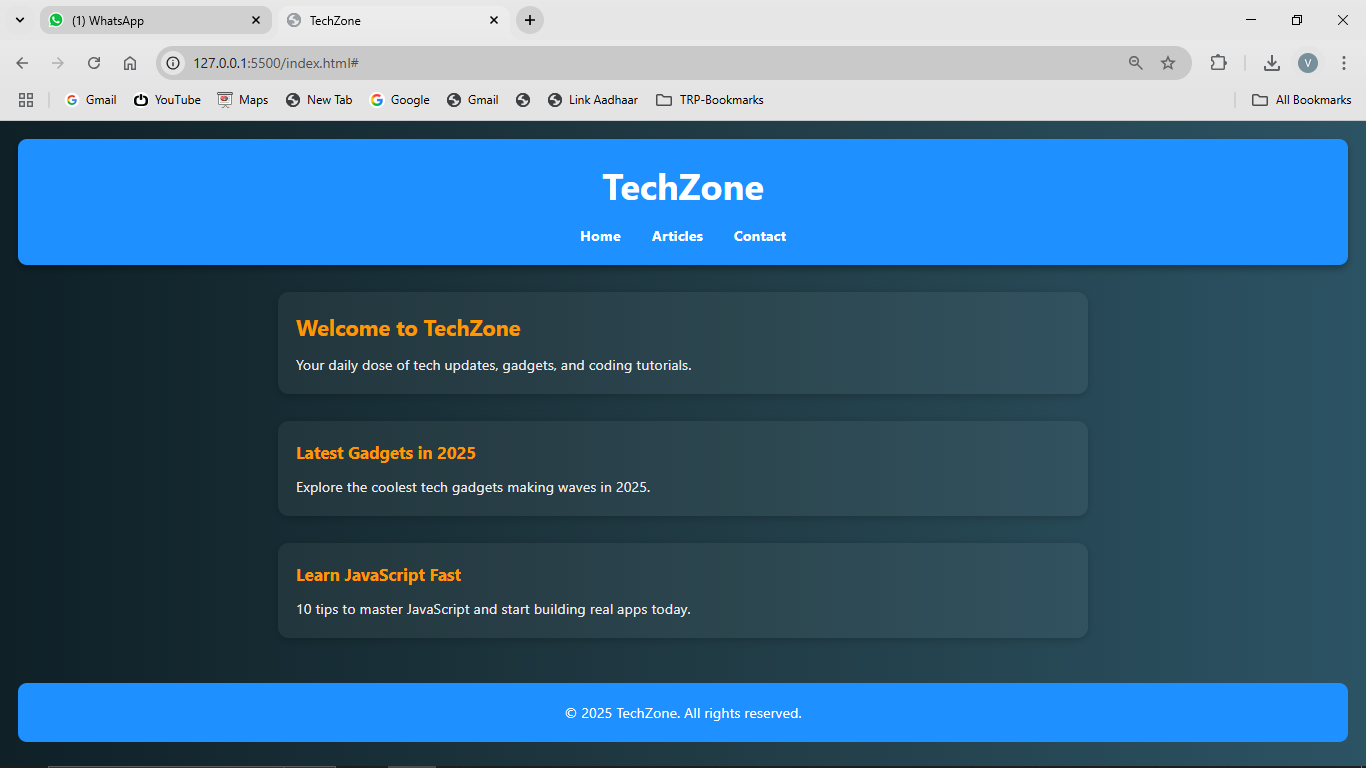 (1) WhatsApp
TechZone
127.0.0.1:5500/index.html#
V
Gmail YouTube Maps New Tab Google Gmail Link Aadhaar TRP-Bookmarks All Bookmarks
TechZone
Home Articles Contact
Welcome to TechZone
Your daily dose of tech updates, gadgets, and coding tutorials.
Latest Gadgets in 2025
Explore the coolest tech gadgets making waves in 2025.
Learn JavaScript Fast
10 tips to master JavaScript and start building real apps today.
© 2025 TechZone. All rights reserved.